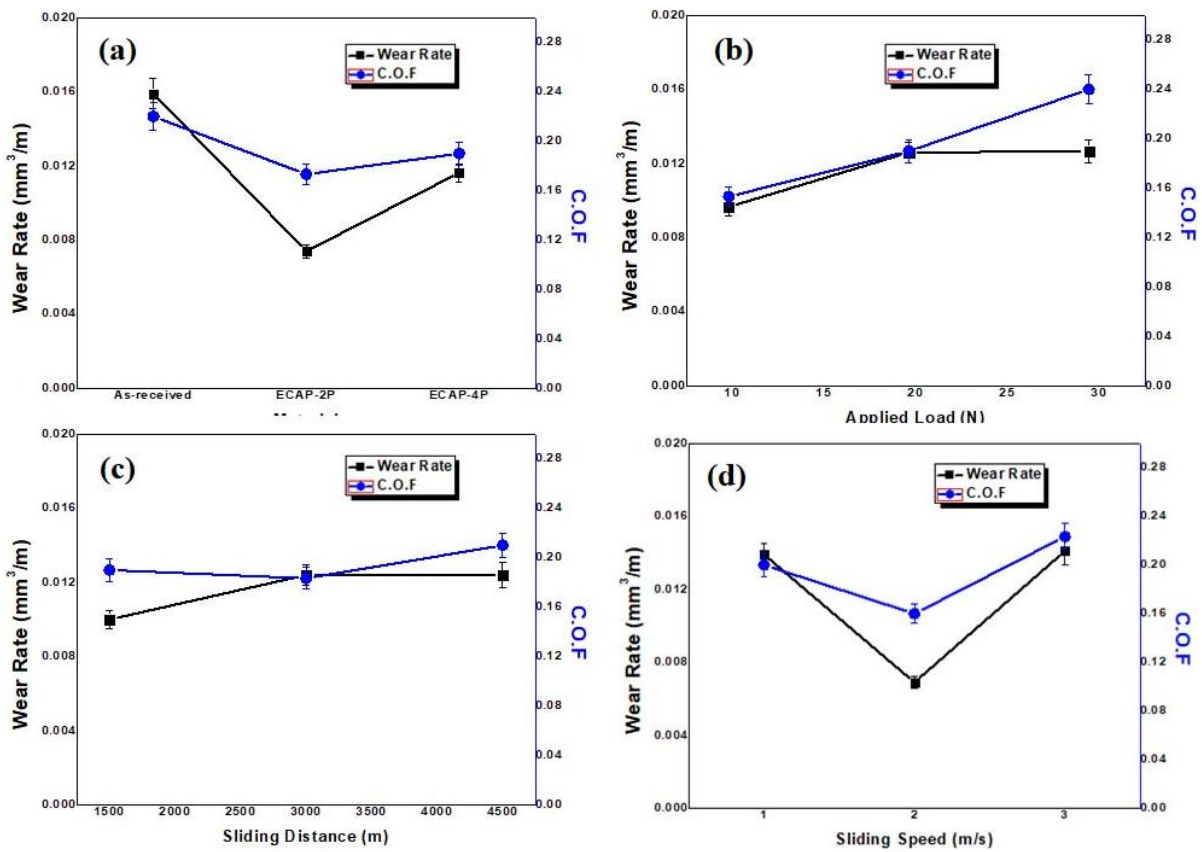 (a)
Wear Rate
C.O.F
Wear Rate (mm³/m)
0.020
0.016
0.012
0.008
0.004
0.000
0.28
0.24
0.20
0.16
0.12
0.08
0.04
0.00
C.O.F
As-received ECAP-2P ECAP-4P
(b)
Wear Rate
C.O.F
Wear Rate (mm³/m)
0.020
0.016
0.012
0.008
0.004
0.000
0.28
0.24
0.20
0.16
0.12
0.08
0.04
0.00
C.O.F
10 15 20 25 30
Applied Load (N)
(c)
Wear Rate
C.O.F
Wear Rate (mm³/m)
0.020
0.016
0.012
0.008
0.004
0.000
0.28
0.24
0.20
0.16
0.12
0.08
0.04
0.00
C.O.F
1500 2000 3000 3500 4000 4500
Sliding Distance (m)
(d)
Wear Rate
C.O.F
Wear Rate (mm³/m)
0.020
0.016
0.012
0.008
0.004
0.000
0.28
0.24
0.20
0.16
0.12
0.08
0.04
0.00
C.O.F
1 2 3
Sliding Speed (m/s)